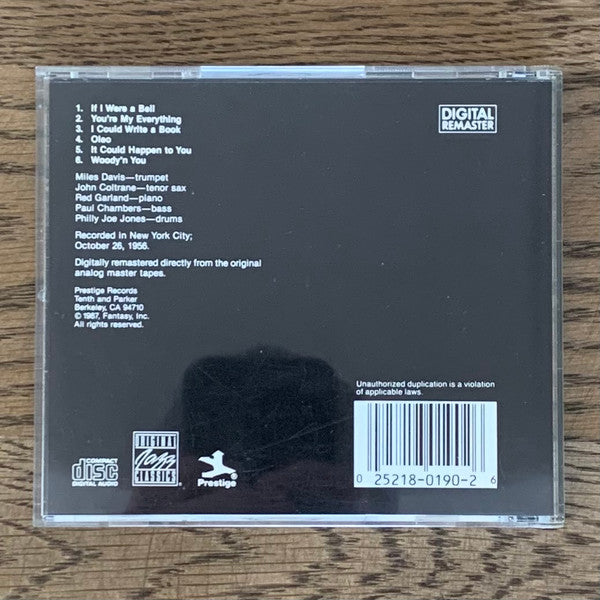 1. If I Were a Bell
2. You're My Everything
3. I Could Write a Book
4. Oleo
5. It Could Happen to You
6. Woody'n You
DIGITAL
REMASTER
Miles Davis—trumpet
John Coltrane—tenor sax
Red Garland—piano
Paul Chambers—bass
Philly Joe Jones—drums
Recorded in New York City;
October 26, 1956.
Digitally remastered directly from the original
analog master tapes.
Prestige Records
Tenth and Parker
Berkeley, CA 94710
© 1987, Fantasy, Inc.
All rights reserved.
Unauthorized duplication is a violation
of applicable laws.
0 25218-0190-2 6
COMPACT
disc
DIGITAL AUDIO
ORIGINAL
Jazz
CLASSICS
Prestige